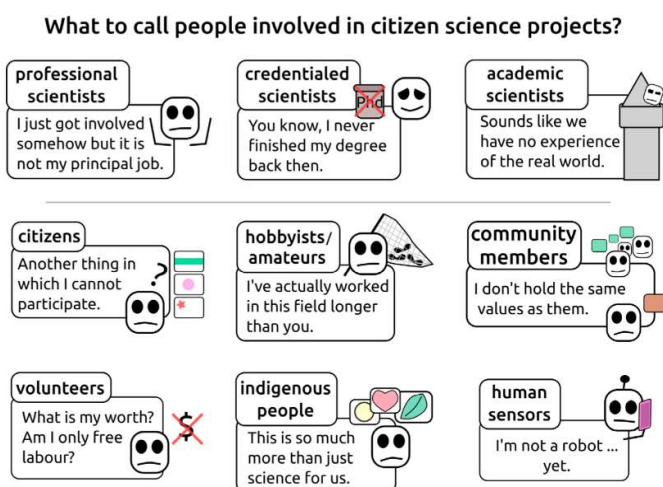 What to call people involved in citizen science projects?
professional
scientists
I just got involved
somehow but it is
not my principal job.
credentialed
scientists
Phd
You know, I never
finished my degree
back then.
academic
scientists
Sounds like we
have no experience
of the real world.
citizens
Another thing in
which I cannot
participate.
?
hobbyists/
amateurs
I've actually worked
in this field longer
than you.
community
members
I don't hold the same
values as them.
volunteers
What is my worth?
Am I only free
labour?
$
indigenous
people
This is so much
more than just
science for us.
human
sensors
I'm not a robot ...
yet.